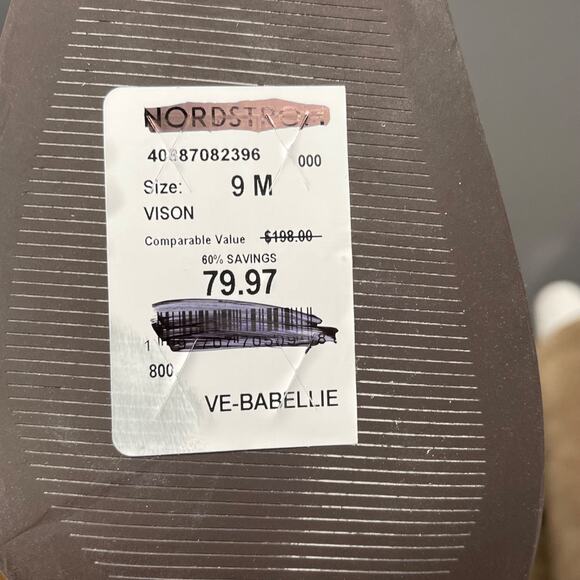 NORDSTROM
40887082396 000
Size: 9 M
VISON
Comparable Value $198.00
60% SAVINGS
79.97
800
VE-BABELLIE